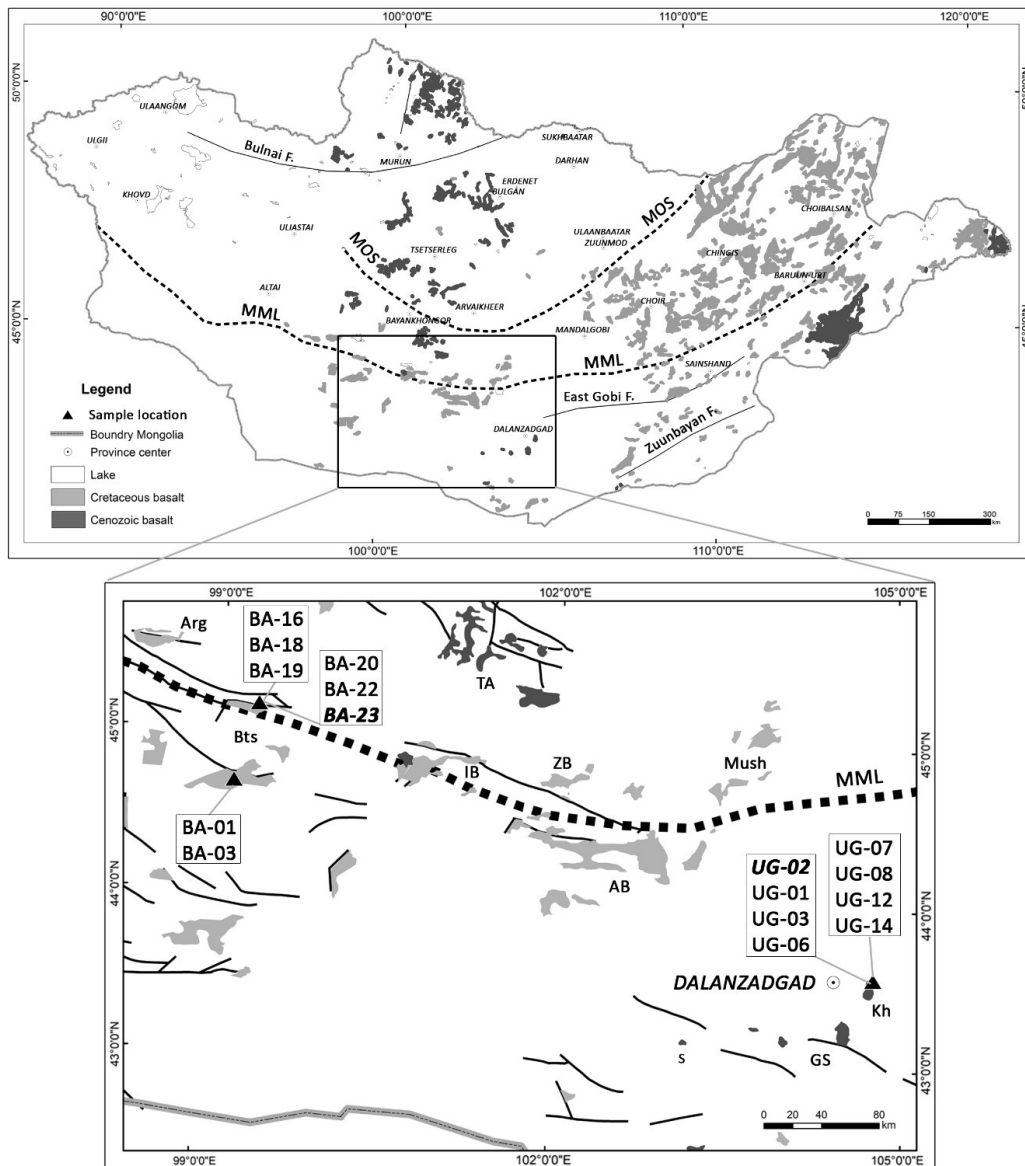 90°0'0"E
100°0'0"E
110°0'0"E
120°0'0"E
50°0'0"N
ULAANGOM
ULGII
Bulnai F.
MURUN
SUKHBAATAR
DARHAN
KHOVD
ERDENET
BULGAN
MOS
CHOIBALSAN
ULIASTAI
MOS
TSETSERLEG
ULAANBAATAR
ZUUNMOD
CHINGIS
BARUUN-URT
ALTAI
ARVAIKHEER
CHOIR
45°0'0"N
MML
BAYANKHONGOR
MANDALGOBI
45°0'0"N
MML
SAINSHAND
East Gobi F.
DALANZADGAD
Zuunbayan F.
Legend
Sample location
Boundry Mongolia
Province center
Lake
Cretaceous basalt
Cenozoic basalt
0 75 150 300
km
100°0'0"E
110°0'0"E
99°0'0"E
102°0'0"E
105°0'0"E
Arg
BA-16
BA-18
BA-19
BA-20
BA-22
BA-23
TA
45°0'0"N
45°0'0"N
Bts
IB
ZB
Mush
MML
BA-01
BA-03
AB
44°0'0"N
44°0'0"N
UG-02
UG-01
UG-03
UG-06
UG-07
UG-08
UG-12
UG-14
DALANZADGAD
Kh
43°0'0"N
S
GS
43°0'0"N
0 20 40 80
km
99°0'0"E
102°0'0"E
105°0'0"E